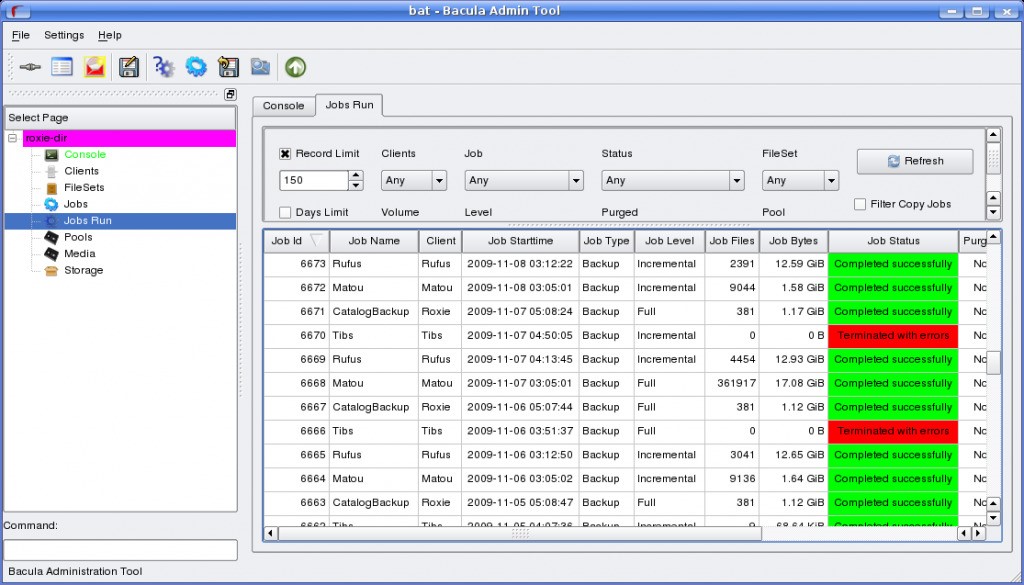 bat - Bacula Admin Tool
File Settings Help
Select Page
roxie-dir
Console
Clients
FileSets
Jobs
Jobs Run
Pools
Media
Storage
Command:
Bacula Administration Tool
Console Jobs Run
Record Limit Clients Job Status FileSet
150 Any Any Any Any Refresh
Days Limit Volume Level Purged Pool Filter Copy Jobs
Job Id Job Name Client Job Starttime Job Type Job Level Job Files Job Bytes Job Status Purg
6673 Rufus Rufus 2009-11-08 03:12:22 Backup Incremental 2391 12.59 GiB Completed successfully No
6672 Matou Matou 2009-11-08 03:05:01 Backup Incremental 9044 1.58 GiB Completed successfully No
6671 CatalogBackup Roxie 2009-11-07 05:08:24 Backup Full 381 1.17 GiB Completed successfully No
6670 Tibs Tibs 2009-11-07 04:50:05 Backup Incremental 0 0 B Terminated with errors No
6669 Rufus Rufus 2009-11-07 04:13:45 Backup Incremental 4454 12.93 GiB Completed successfully No
6668 Matou Matou 2009-11-07 03:05:01 Backup Full 361917 17.08 GiB Completed successfully No
6667 CatalogBackup Roxie 2009-11-06 05:07:44 Backup Full 381 1.12 GiB Completed successfully No
6666 Tibs Tibs 2009-11-06 03:51:37 Backup Full 0 0 B Terminated with errors No
6665 Rufus Rufus 2009-11-06 03:12:50 Backup Incremental 3041 12.65 GiB Completed successfully No
6664 Matou Matou 2009-11-06 03:05:02 Backup Incremental 9136 1.64 GiB Completed successfully No
6663 CatalogBackup Roxie 2009-11-05 05:08:47 Backup Full 381 1.12 GiB Completed successfully No
6662 Tibs Tibs 2009-11-05 04:07:36 Backup Incremental Completed successfully No